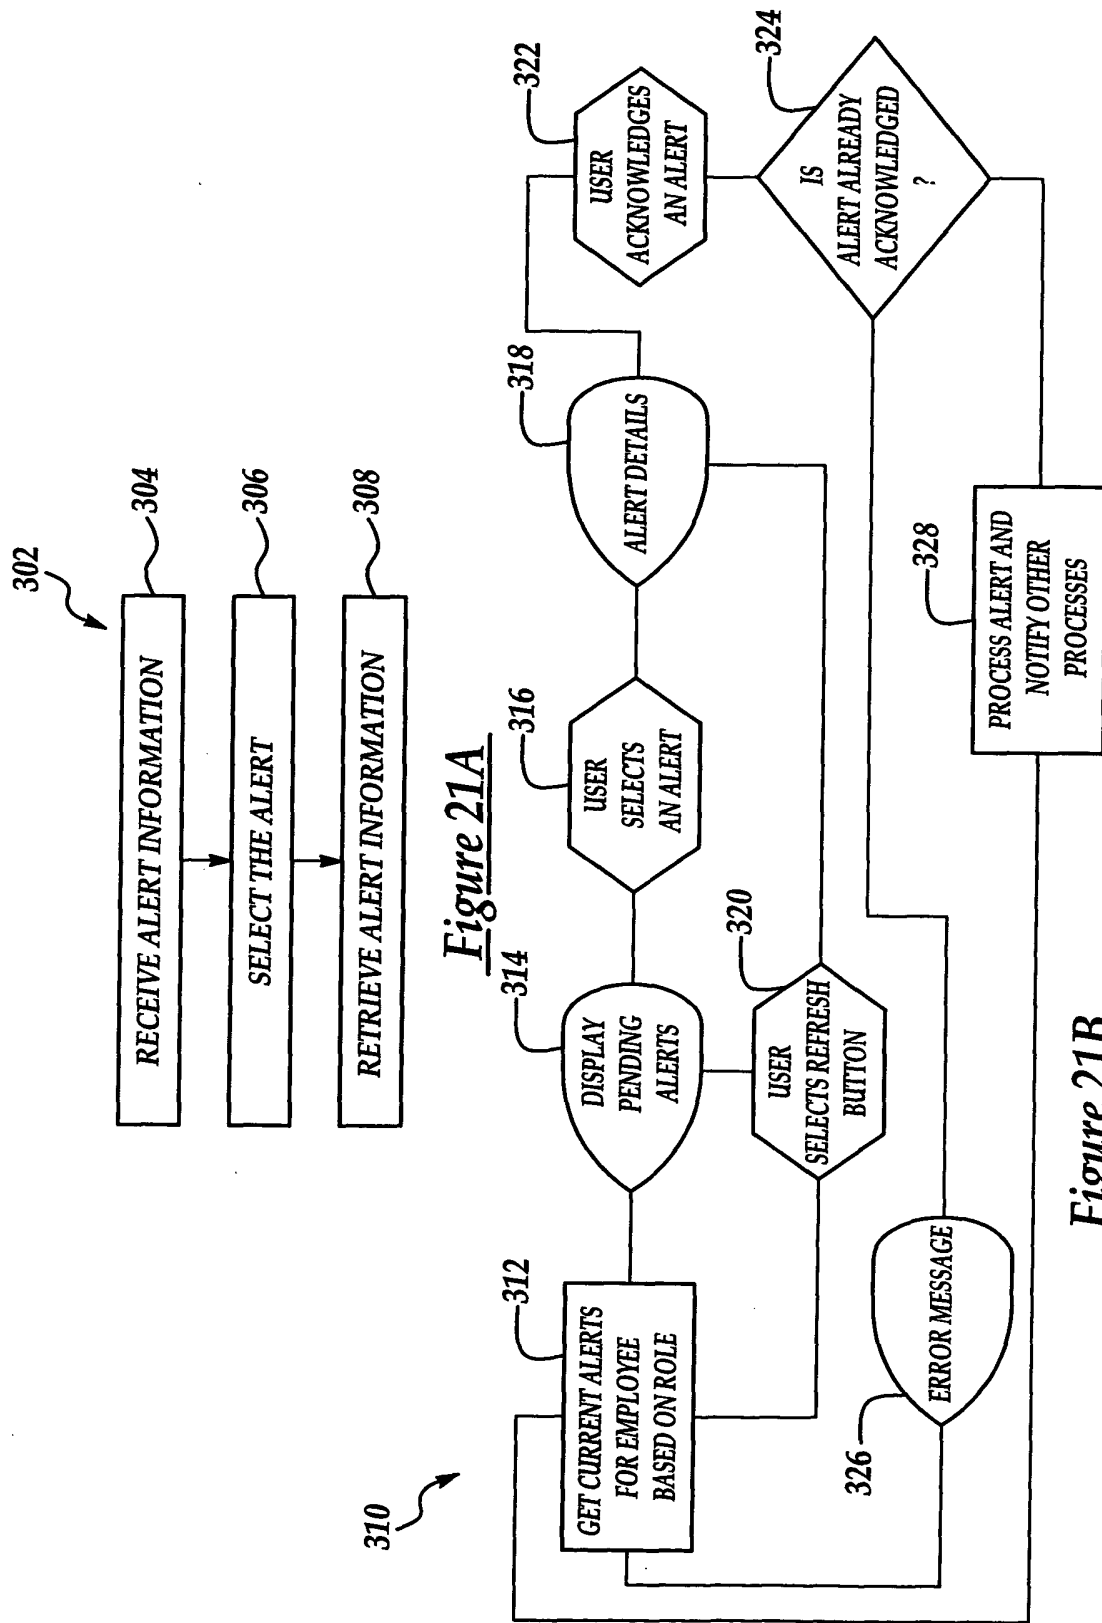 302
RECEIVE ALERT INFORMATION
304
SELECT THE ALERT
306
RETRIEVE ALERT INFORMATION
308
Figure 21A
310
GET CURRENT ALERTS
FOR EMPLOYEE
BASED ON ROLE
312
DISPLAY
PENDING
ALERTS
314
USER
SELECTS
AN ALERT
316
ALERT DETAILS
318
USER
ACKNOWLEDGES
AN ALERT
322
USER
SELECTS REFRESH
BUTTON
320
IS
ALERT ALREADY
ACKNOWLEDGED
?
324
ERROR MESSAGE
326
PROCESS ALERT AND
NOTIFY OTHER
PROCESSES
328
Figure 21B